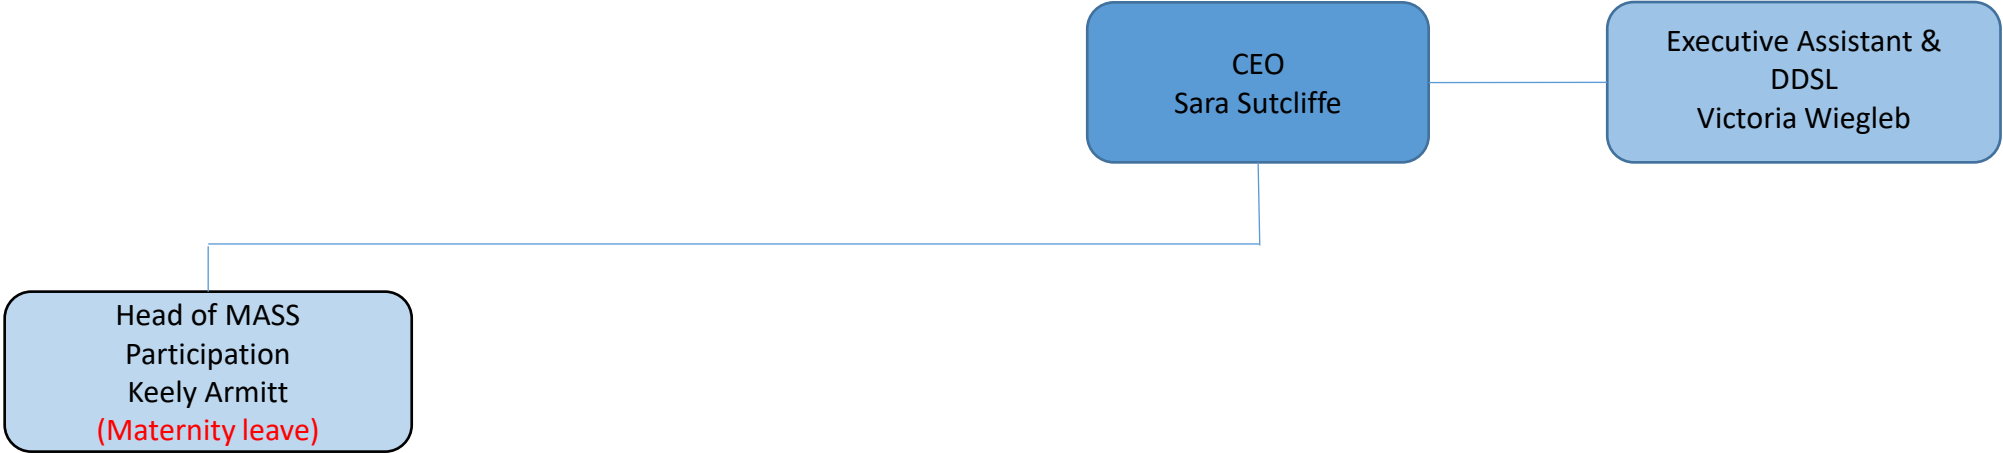 CEO
Sara Sutcliffe
Executive Assistant &
DDSL
Victoria Wiegleb
Head of MASS
Participation
Keely Armitt
(Maternity leave)